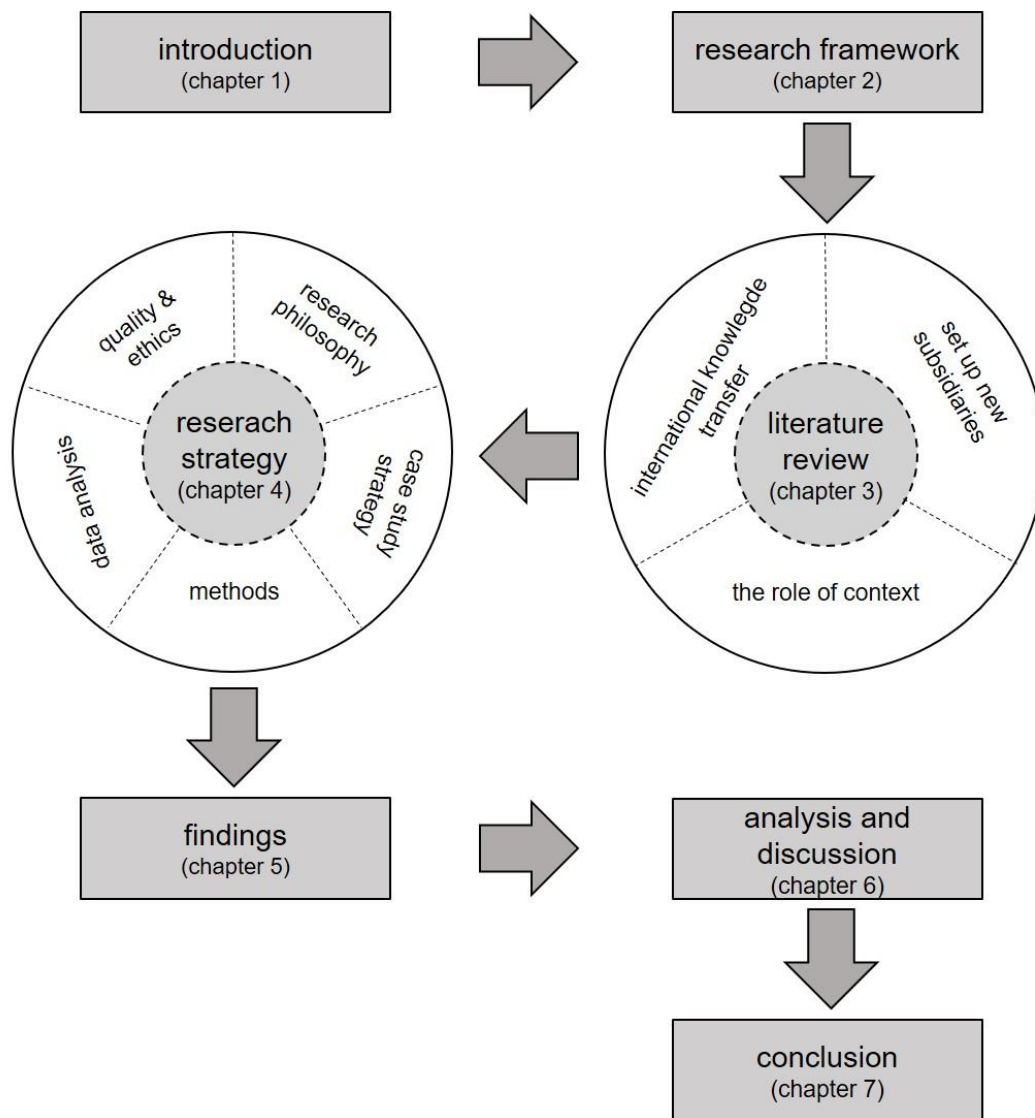 introduction
(chapter 1)
research framework
(chapter 2)
international knowlegde
transfer
set up new
subsidiaries
literature
review
(chapter 3)
the role of context
quality &
ethics
research
philosophy
reserach
strategy
(chapter 4)
data analysis
case study
strategy
methods
findings
(chapter 5)
analysis and
discussion
(chapter 6)
conclusion
(chapter 7)